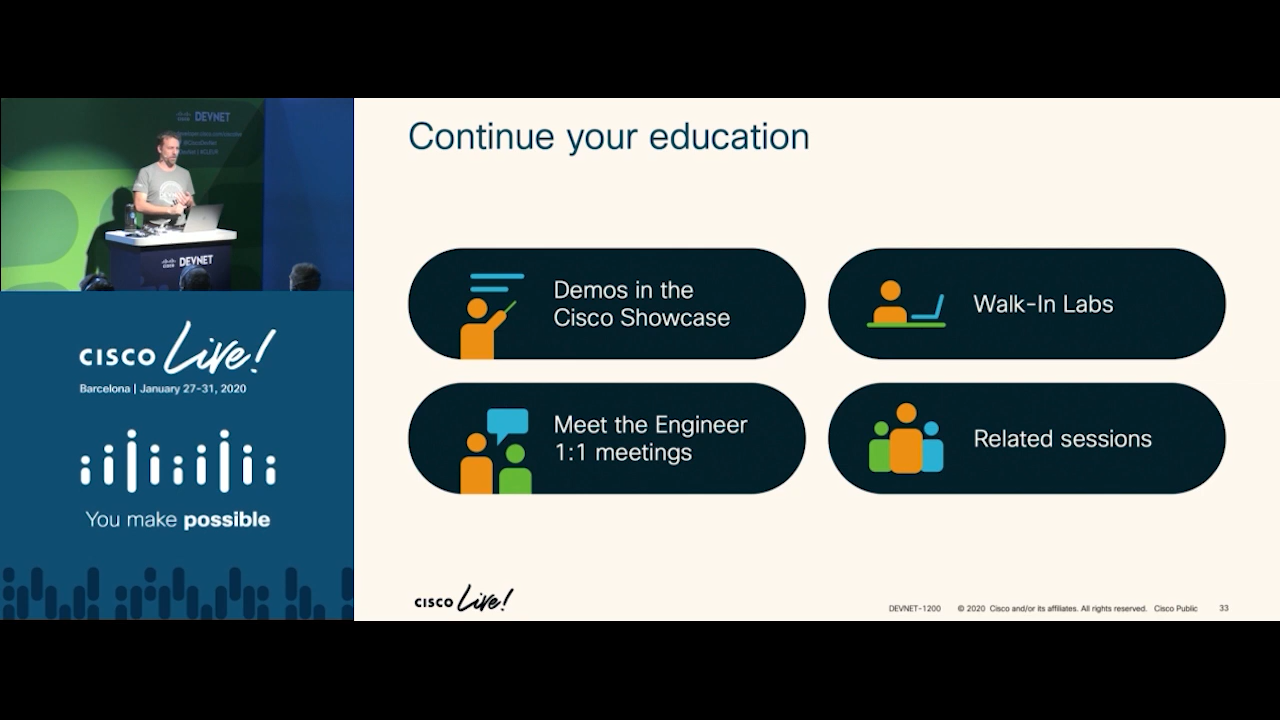 DEVNET
DEVNET
CISCO Live!
Barcelona | January 27-31, 2020
You make possible
Continue your education
Demos in the
Cisco Showcase
Walk-In Labs
Meet the Engineer
1:1 meetings
Related sessions
CISCO Live!
DEVNET-1200 © 2020 Cisco and/or its affiliates. All rights reserved. Cisco Public 33